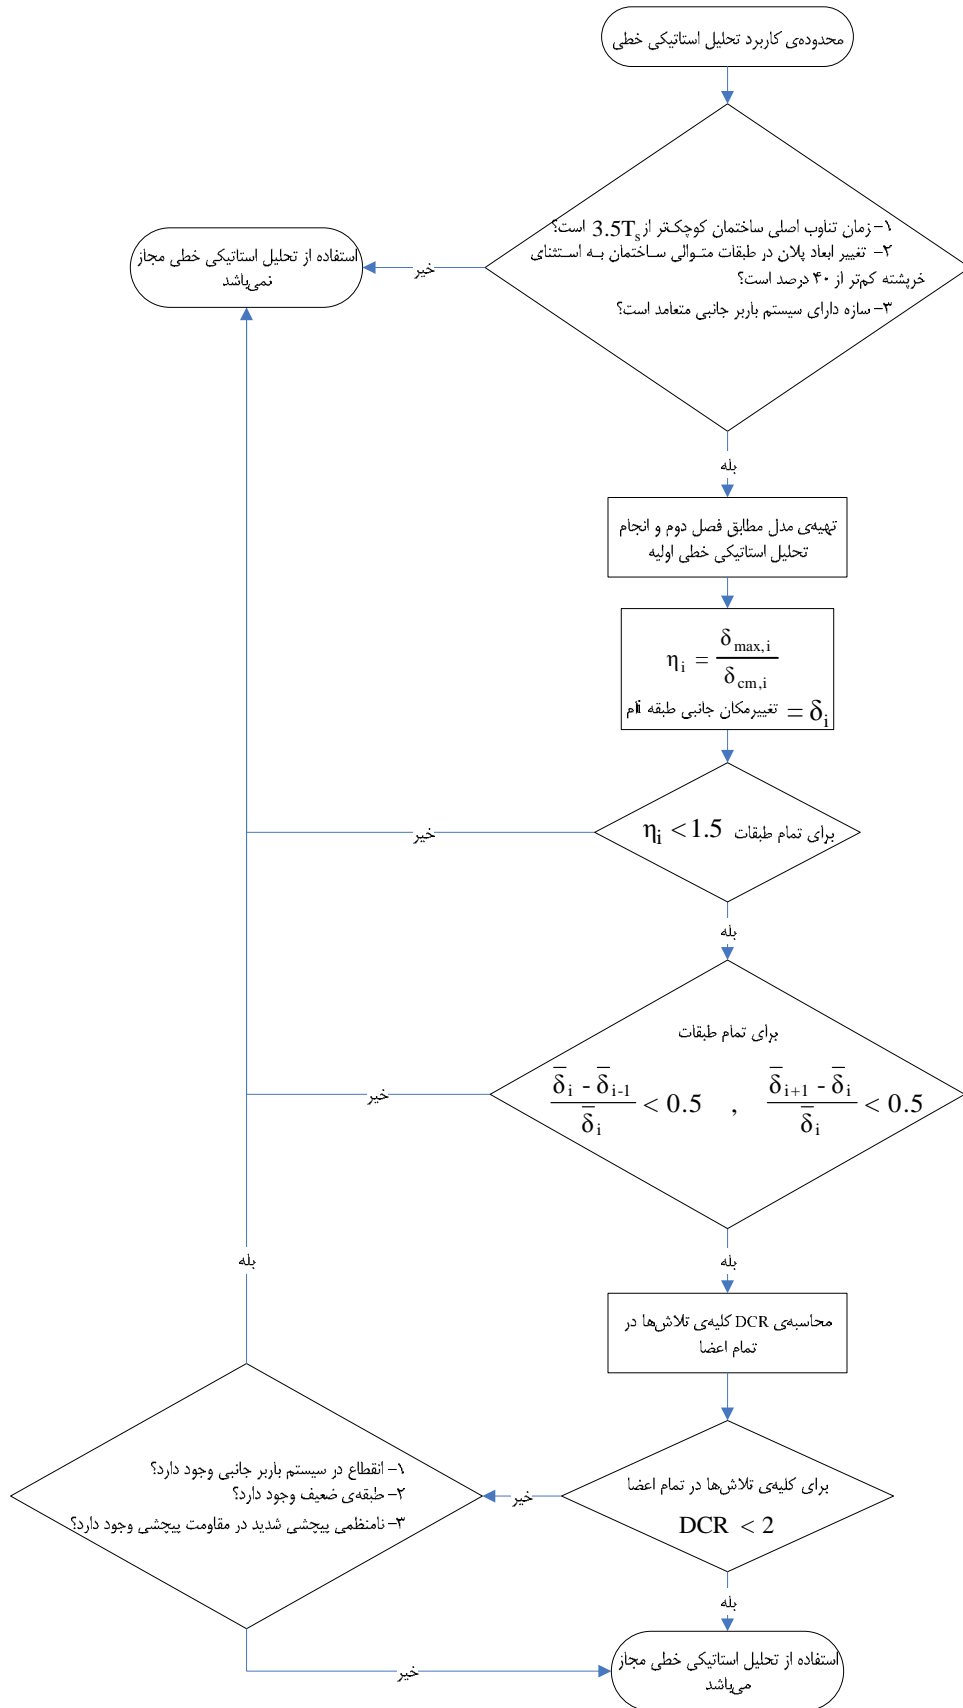 محدوده‌ی کاربرد تحلیل استاتیکی خطی
۱- زمان تناوب اصلی ساختمان کوچک‌تر از 3.5Ts است؟
۲- تغییر ابعاد پلان در طبقات متوالی ساختمان به استثنای
خرپشته کم‌تر از ۴۰ درصد است؟
۳- سازه دارای سیستم باربر جانبی متعامد است؟
خیر
استفاده از تحلیل استاتیکی خطی مجاز
نمی‌باشد
بله
تهیه‌ی مدل مطابق فصل دوم و انجام
تحلیل استاتیکی خطی اولیه
η i = δ max,i / δ cm,i
δ i = تغییرمکان جانبی طبقه iام
برای تمام طبقات η i < 1.5
خیر
بله
برای تمام طبقات
(δ̅ i - δ̅ i-1) / δ̅ i < 0.5 , (δ̅ i+1 - δ̅ i) / δ̅ i < 0.5
خیر
بله
بله
محاسبه‌ی DCR کلیه‌ی تلاش‌ها در
تمام اعضا
برای کلیه‌ی تلاش‌ها در تمام اعضا
DCR < 2
خیر
۱- انقطاع در سیستم باربر جانبی وجود دارد؟
۲- طبقه‌ی ضعیف وجود دارد؟
۳- نامنظمی پیچشی شدید در مقاومت پیچشی وجود دارد؟
بله
خیر
استفاده از تحلیل استاتیکی خطی مجاز
می‌باشد